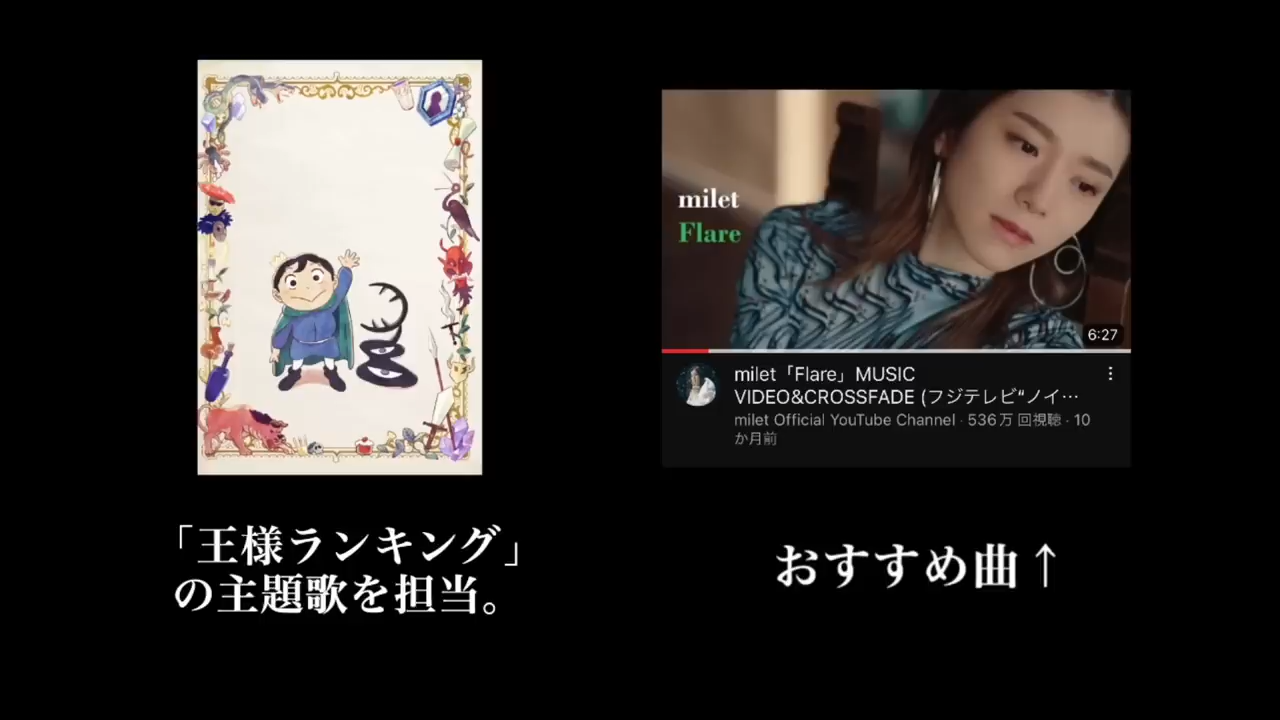 milet
Flare
6:27
milet「Flare」MUSIC
VIDEO&CROSSFADE (フジテレビ“ノイ…
milet Official YouTube Channel · 536万 回視聴 · 10
か月前
「王様ランキング」
の主題歌を担当。
おすすめ曲↑